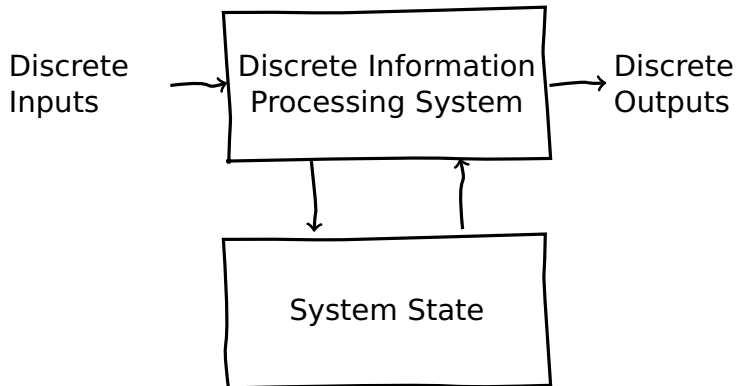 Discrete
Inputs
Discrete Information
Processing System
Discrete
Outputs
System State